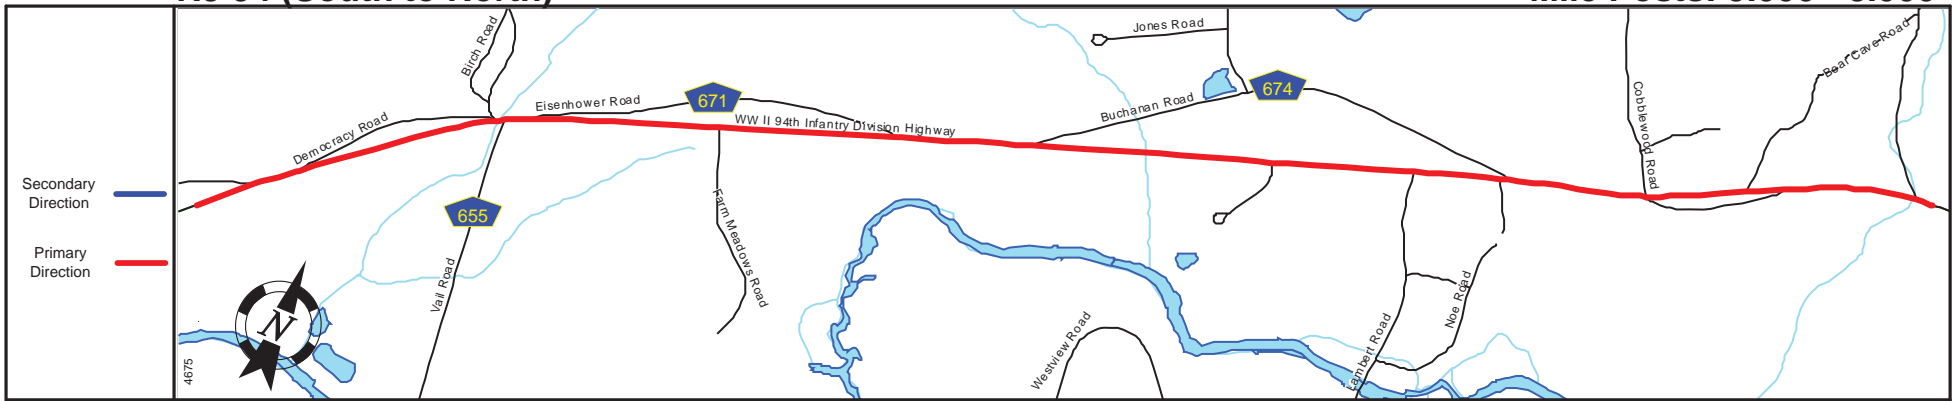 Secondary
Direction
Primary
Direction
Birch Road
Democracy Road
Eisenhower Road
671
WW II 94th Infantry Division Highway
Jones Road
Buchanan Road
674
Cobblewood Road
Bear Cave Road
655
Vail Road
Farm Meadows Road
Westview Road
Lambert Road
Noe Road
N
4675